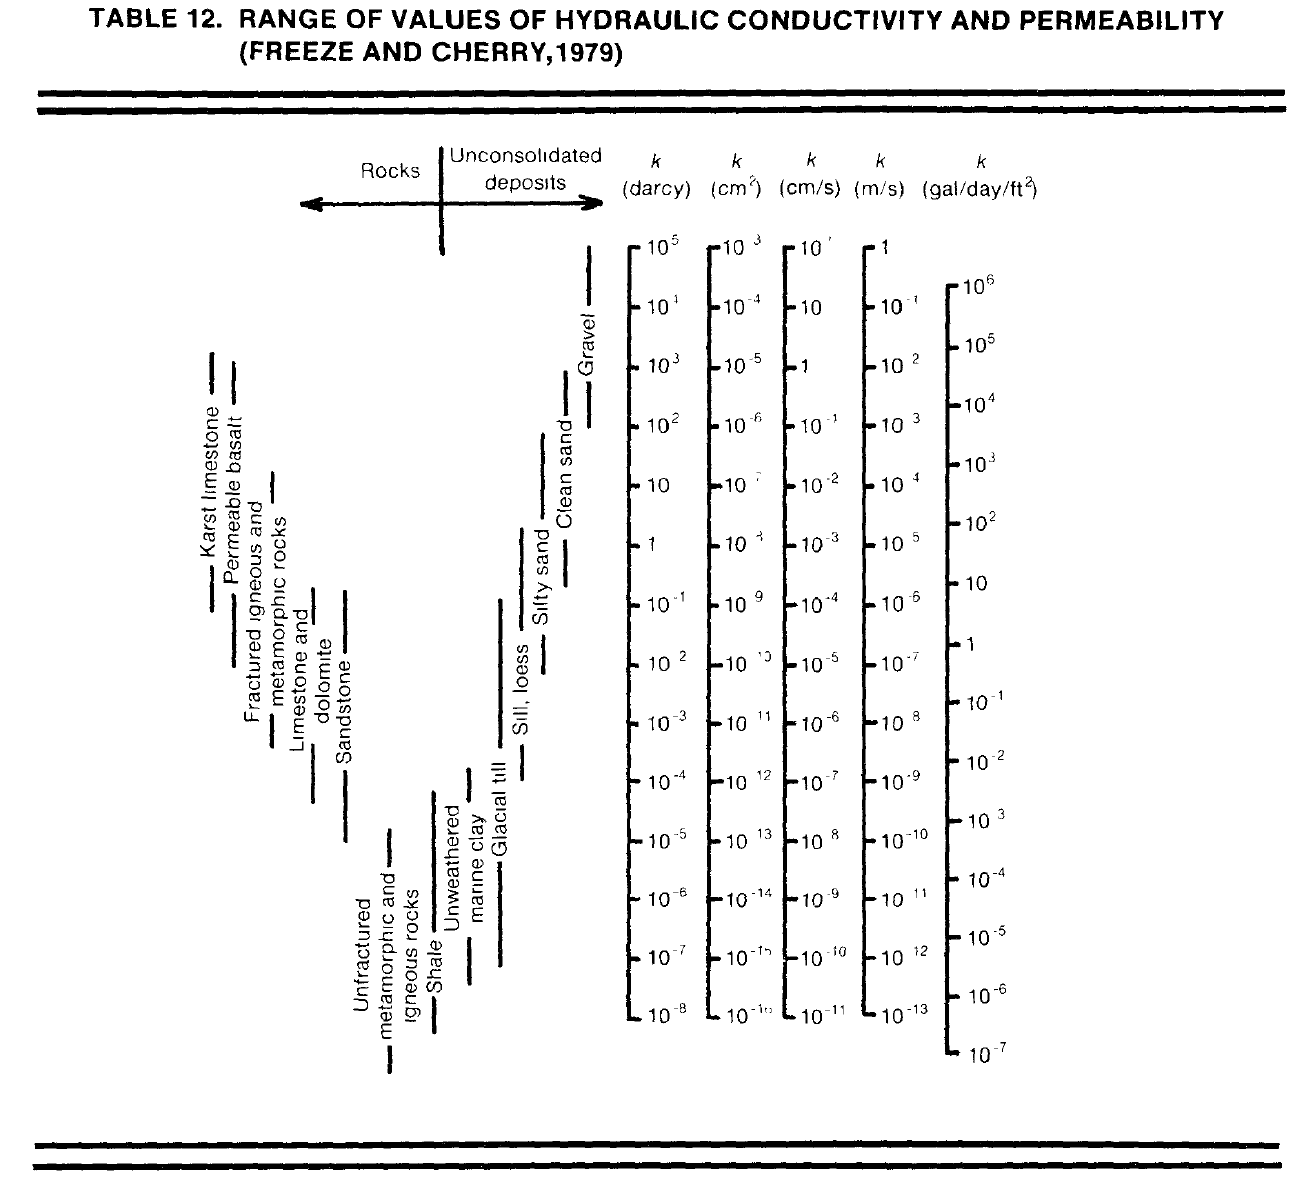 TABLE 12. RANGE OF VALUES OF HYDRAULIC CONDUCTIVITY AND PERMEABILITY
(FREEZE AND CHERRY,1979)
Rocks
Unconsolidated
deposits
k
(darcy)
k
(cm²)
k
(cm/s)
k
(m/s)
k
(gal/day/ft²)
Karst limestone
Permeable basalt
Fractured igneous and
metamorphic rocks
Limestone and
dolomite
Sandstone
Unfractured
metamorphic and
igneous rocks
Shale
Unweathered
marine clay
Glacial till
Sill, loess
Silty sand
Clean sand
Gravel
10⁵
10¹
10³
10²
10
1
10⁻¹
10 ²
10⁻³
10⁻⁴
10⁻⁵
10⁻⁶
10⁻⁷
10⁻⁸
10 ³
10⁻⁴
10⁻⁵
10⁻⁶
10
10
10 ⁹
10 ¹⁰
10 ¹¹
10 ¹²
10 ¹³
10⁻¹⁴
10
10
10
10
1
10⁻¹
10⁻²
10⁻³
10⁻⁴
10⁻⁵
10⁻⁶
10⁻⁷
10 ⁸
10⁻⁹
10⁻¹⁰
10⁻¹¹
1
10⁻¹
10 ²
10 ³
10 ⁴
10 ⁵
10⁻⁶
10⁻⁷
10 ⁸
10⁻⁹
10⁻¹⁰
10 ¹¹
10 ¹²
10⁻¹³
10⁶
10⁵
10⁴
10³
10²
10
1
10⁻¹
10⁻²
10 ³
10⁻⁴
10⁻⁵
10⁻⁶
10⁻⁷